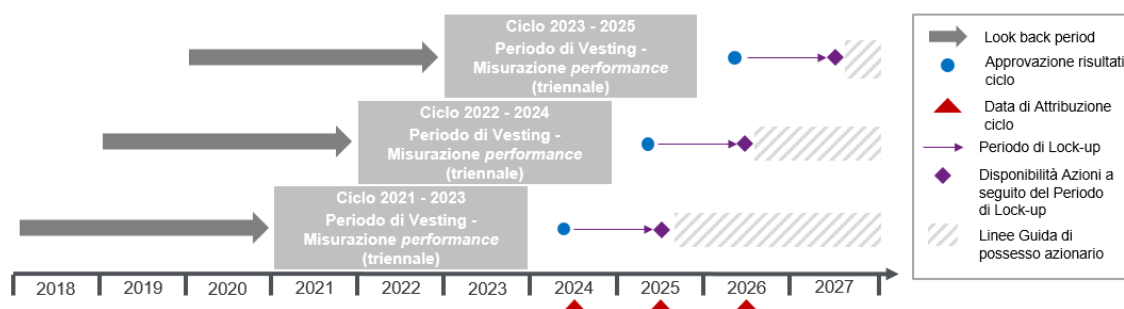 Ciclo 2023 - 2025
Periodo di Vesting -
Misurazione performance
(triennale)
Ciclo 2022 - 2024
Periodo di Vesting -
Misurazione performance
(triennale)
Ciclo 2021 - 2023
Periodo di Vesting -
Misurazione performance
(triennale)
2018
2019
2020
2021
2022
2023
2024
2025
2026
2027
Look back period
Approvazione risultati
ciclo
Data di Attribuzione
ciclo
Periodo di Lock-up
Disponibilità Azioni a
seguito del Periodo
di Lock-up
Linee Guida di
possesso azionario